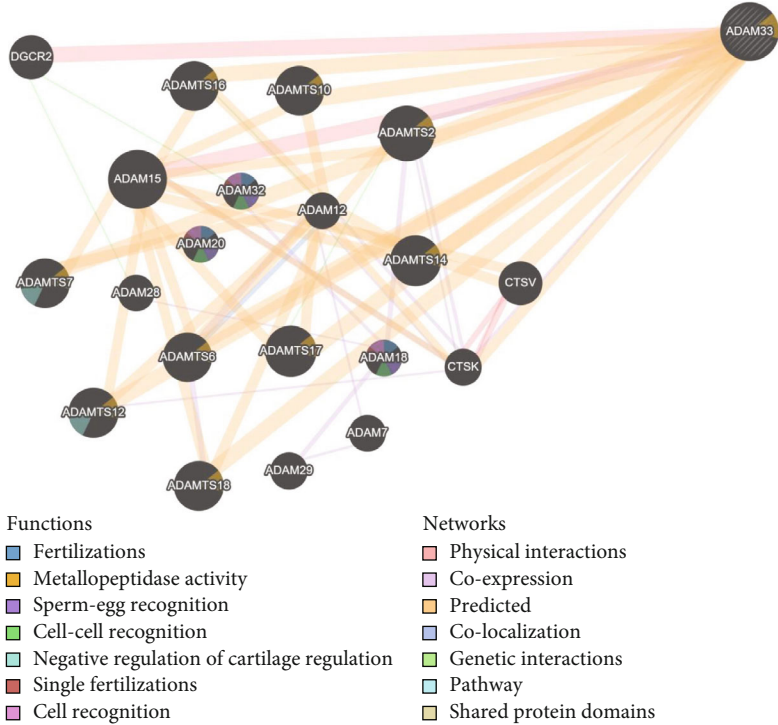 ADAM33
DGCR2
ADAMTS16
ADAMTS10
ADAMTS2
ADAM15
ADAM32
ADAM12
ADAM20
ADAMTS14
ADAMTS7
ADAM28
CTSV
ADAMTS6
ADAMTS17
ADAM18
CTSK
ADAMTS12
ADAM7
ADAM29
ADAMTS18
Functions
Fertilizations
Metallopeptidase activity
Sperm-egg recognition
Cell-cell recognition
Negative regulation of cartilage regulation
Single fertilizations
Cell recognition
Networks
Physical interactions
Co-expression
Predicted
Co-localization
Genetic interactions
Pathway
Shared protein domains